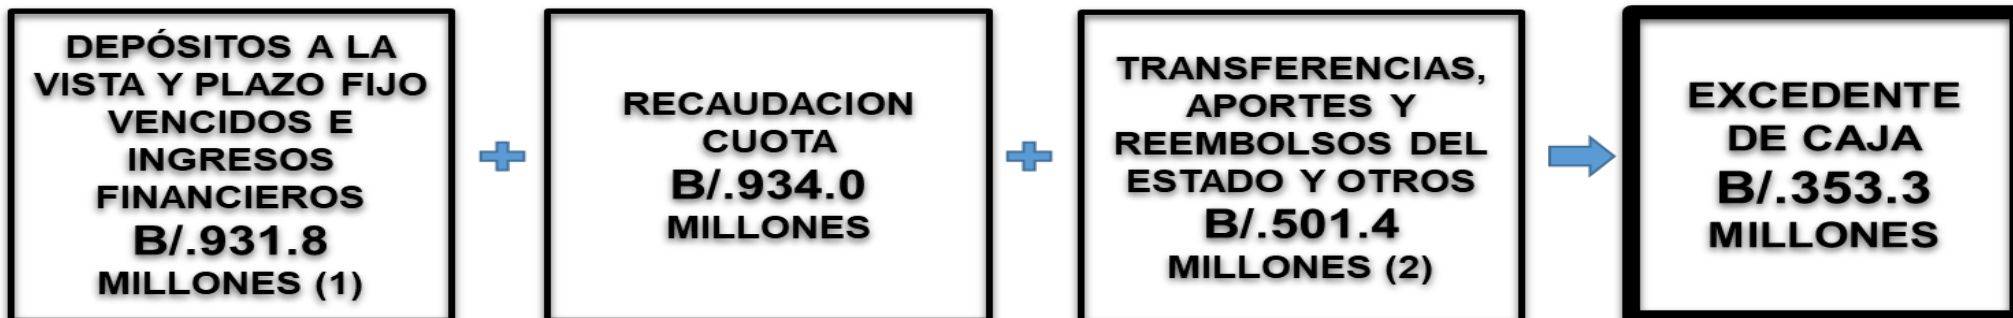 DEPÓSITOS A LA
VISTA Y PLAZO FIJO
VENCIDOS E
INGRESOS
FINANCIEROS
B/.931.8
MILLONES (1)
RECAUDACION
CUOTA
B/.934.0
MILLONES
TRANSFERENCIAS,
APORTES Y
REEMBOLSOS DEL
ESTADO Y OTROS
B/.501.4
MILLONES (2)
EXCEDENTE
DE CAJA
B/.353.3
MILLONES